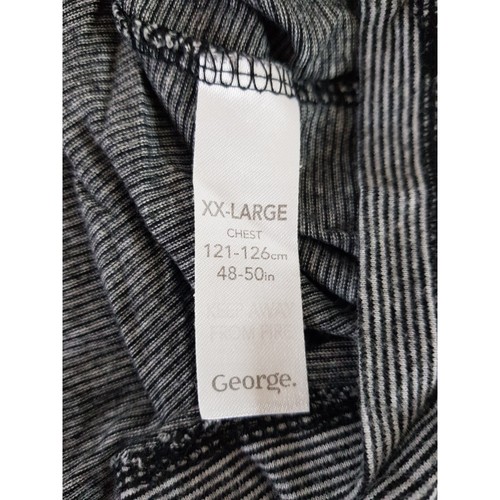 XX-LARGE
CHEST
121-126cm
48-50in
KEEP AWAY
FROM FIRE
George.